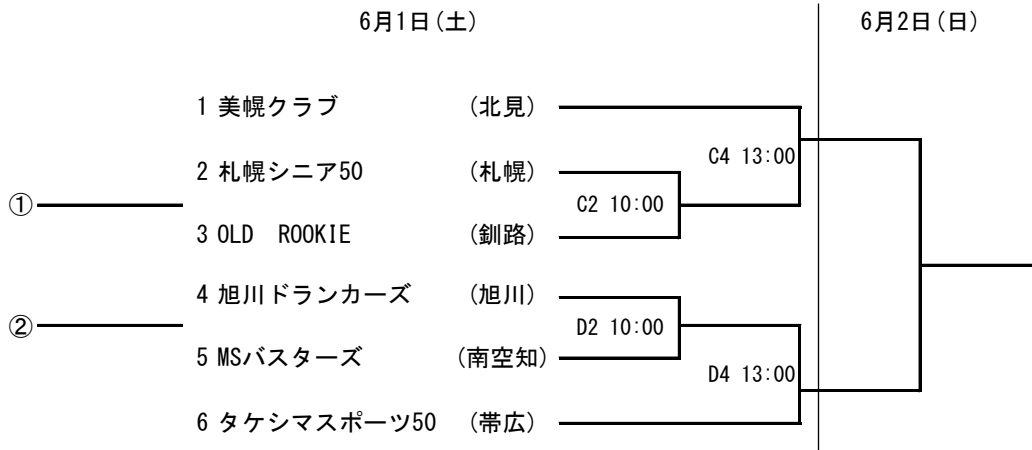 6月1日(土) 6月2日(日)
1 美幌クラブ (北見)
C4 13:00
2 札幌シニア50 (札幌)
① C2 10:00
3 OLD ROOKIE (釧路)
4 旭川ドランカーズ (旭川)
② D2 10:00
5 MSバスターズ (南空知)
D4 13:00
6 タケシマスポーツ50 (帯広)